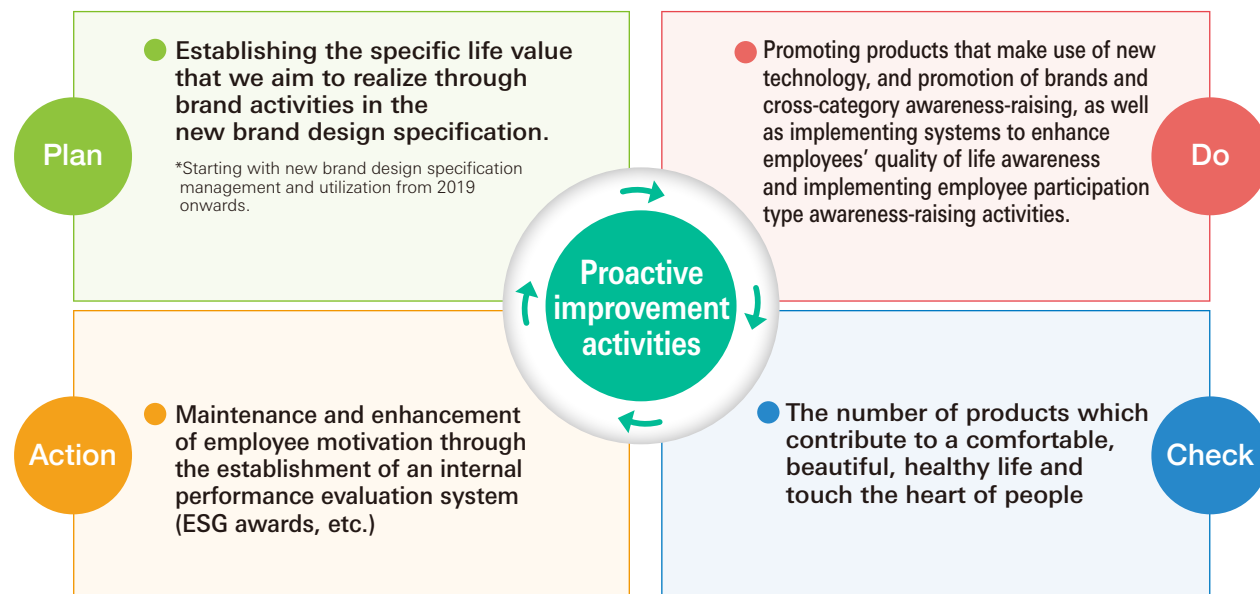 Plan
Establishing the specific life value
that we aim to realize through
brand activities in the
new brand design specification.
*Starting with new brand design specification
management and utilization from 2019
onwards.
Do
Promoting products that make use of new
technology, and promotion of brands and
cross-category awareness-raising, as well
as implementing systems to enhance
employees’ quality of life awareness
and implementing employee participation
type awareness-raising activities.
Proactive
improvement
activities
Action
Maintenance and enhancement
of employee motivation through
the establishment of an internal
performance evaluation system
(ESG awards, etc.)
Check
The number of products which
contribute to a comfortable,
beautiful, healthy life and
touch the heart of people